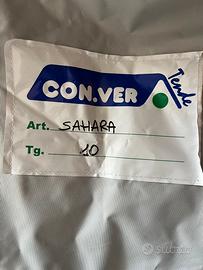 CON.VER
Tende
Art. SAHARA
Tg. 10
Subito